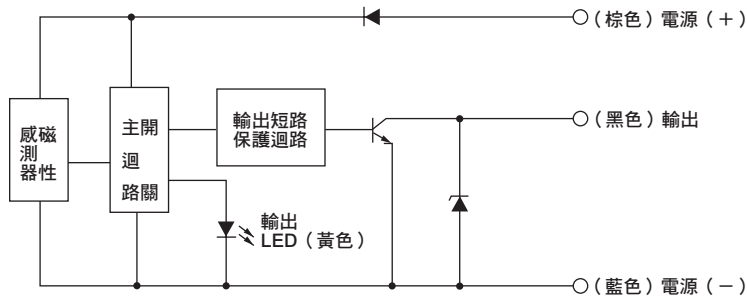 （棕色）電源（＋）
感磁
測
器性
主開
迴
路關
輸出短路
保護迴路
（黑色）輸出
輸出
LED（黃色）
（藍色）電源（－）